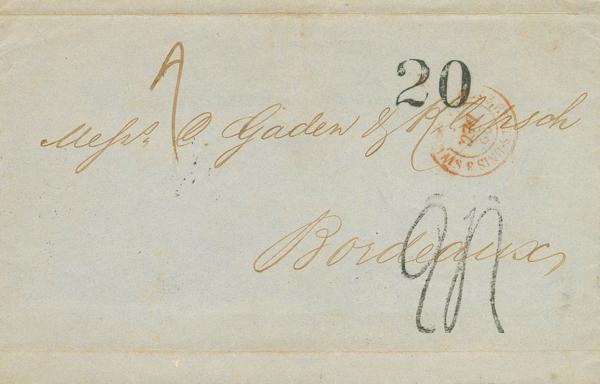 20
Messrs. O. Gaden & Klipsch
Bordeaux